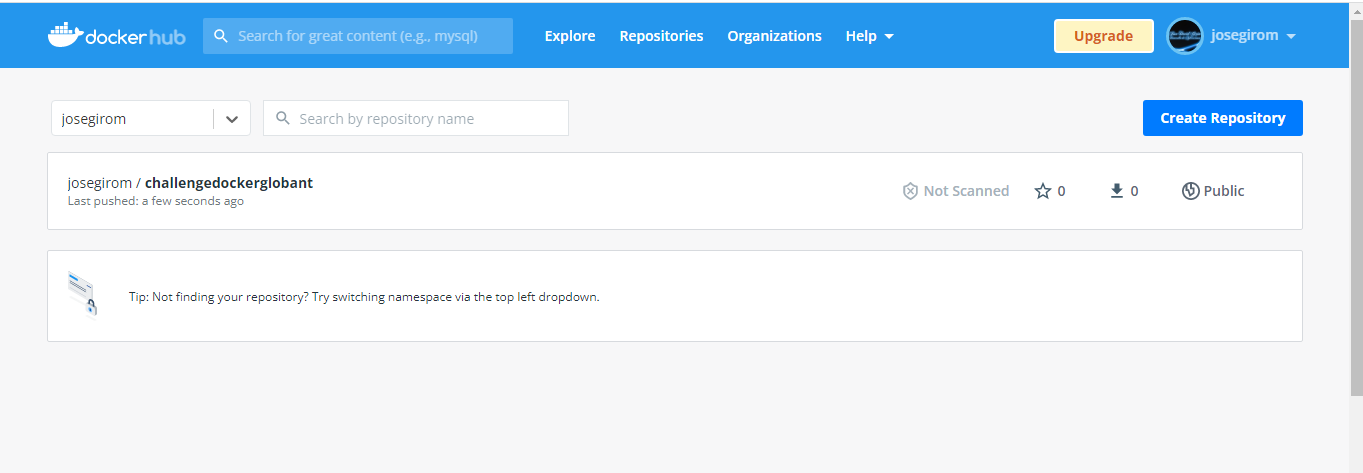 dockerhub Search for great content (e.g., mysql) Explore Repositories Organizations Help Upgrade josegirom
josegirom Search by repository name Create Repository
josegirom / challengedockerglobant
Last pushed: a few seconds ago
Not Scanned 0 0 Public
Tip: Not finding your repository? Try switching namespace via the top left dropdown.